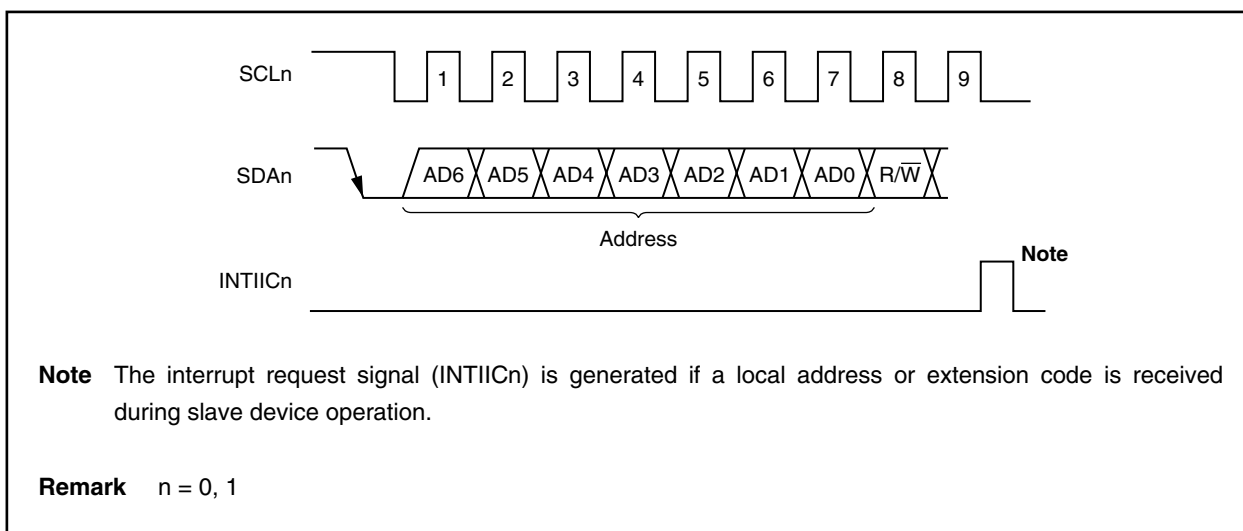 SCLn
1 2 3 4 5 6 7 8 9
SDAn
AD6 AD5 AD4 AD3 AD2 AD1 AD0 R/W̅
Address
INTIICn
Note
Note The interrupt request signal (INTIICn) is generated if a local address or extension code is received
during slave device operation.
Remark n = 0, 1